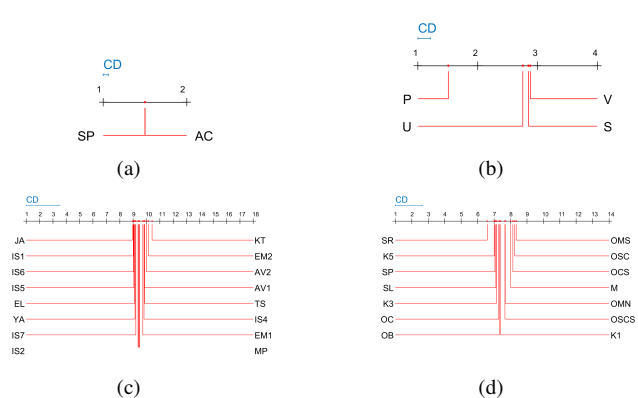 CD
1 2
SP AC
(a)
CD
1 2 3 4
P V
U S
(b)
CD
1 2 3 4 5 6 7 8 9 10 11 12 13 14 15 16 17 18
JA KT
IS1 EM2
IS6 AV2
IS5 AV1
EL TS
YA IS4
IS7 EM1
IS2 MP
(c)
CD
1 2 3 4 5 6 7 8 9 10 11 12 13 14
SR OMS
K5 OSC
SP OCS
SL M
K3 OMN
OC OSCS
OB K1
(d)